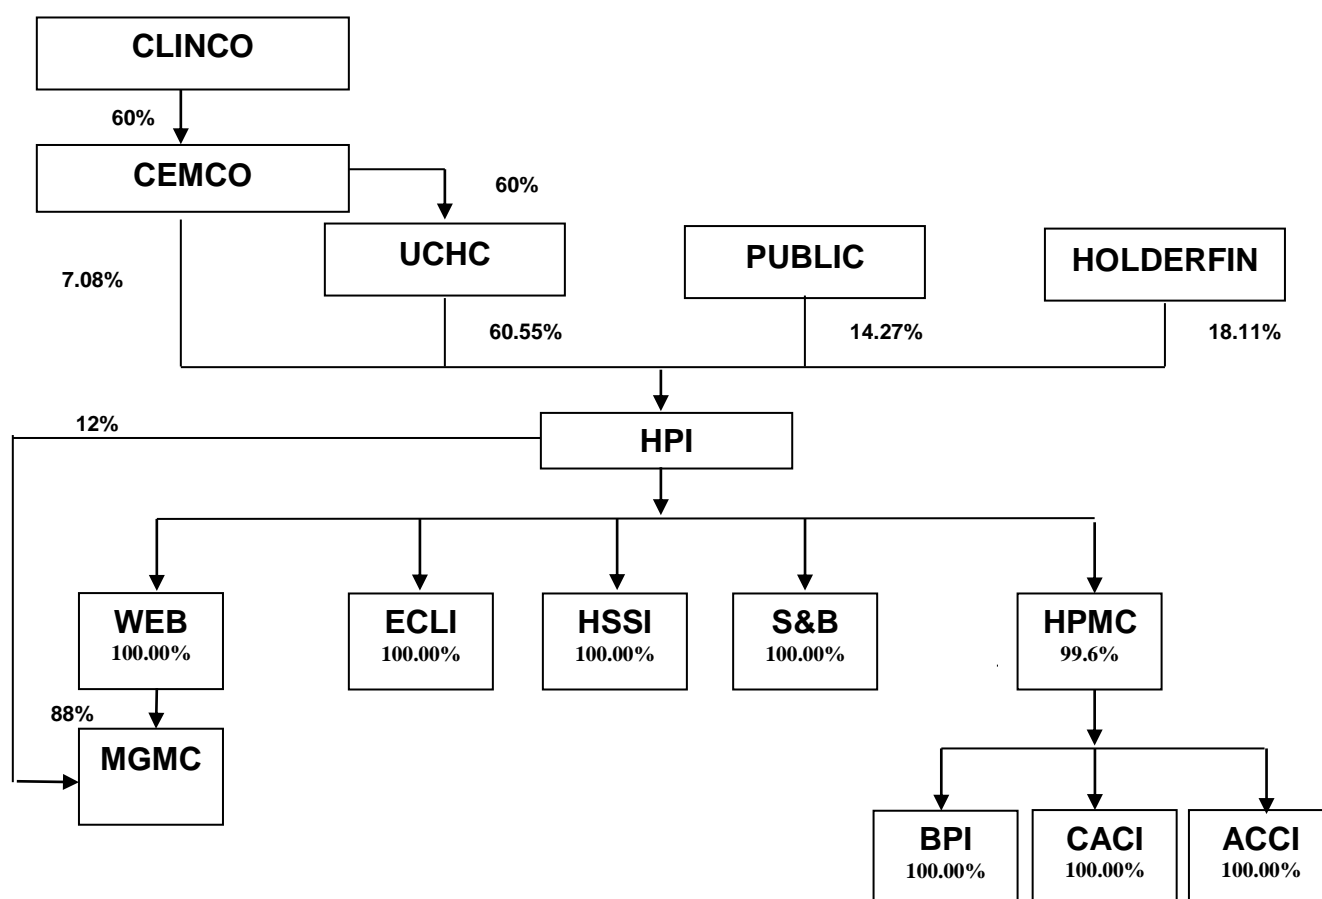 CLINCO
60%
CEMCO
60%
UCHC
PUBLIC
HOLDERFIN
7.08%
60.55%
14.27%
18.11%
12%
HPI
WEB
100.00%
ECLI
100.00%
HSSI
100.00%
S&B
100.00%
HPMC
99.6%
88%
MGMC
BPI
100.00%
CACI
100.00%
ACCI
100.00%